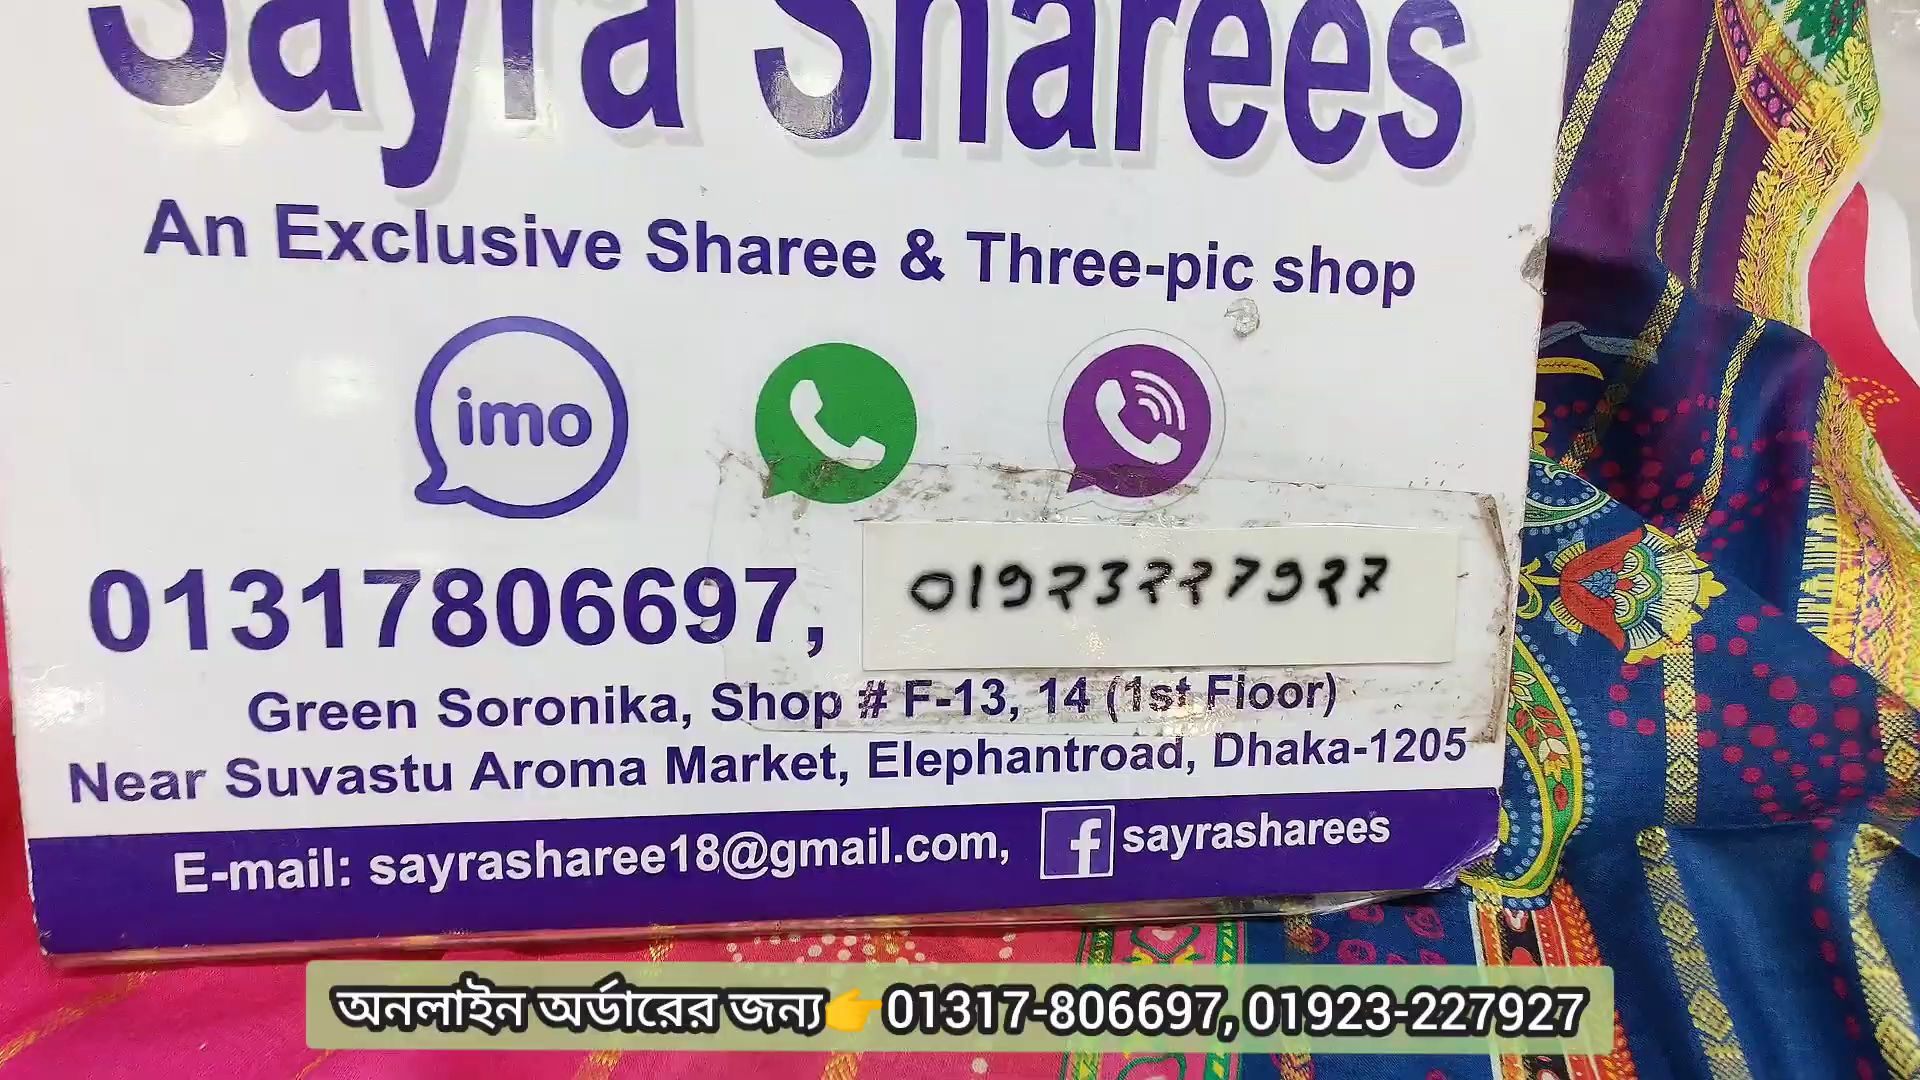 Sayra Sharees
An Exclusive Sharee & Three-pic shop
imo
01317806697, 01923227927
Green Soronika, Shop # F-13, 14 (1st Floor)
Near Suvastu Aroma Market, Elephantroad, Dhaka-1205
E-mail: sayrasharee18@gmail.com, f sayrasharees
অনলাইন অর্ডারের জন্য👉01317-806697, 01923-227927